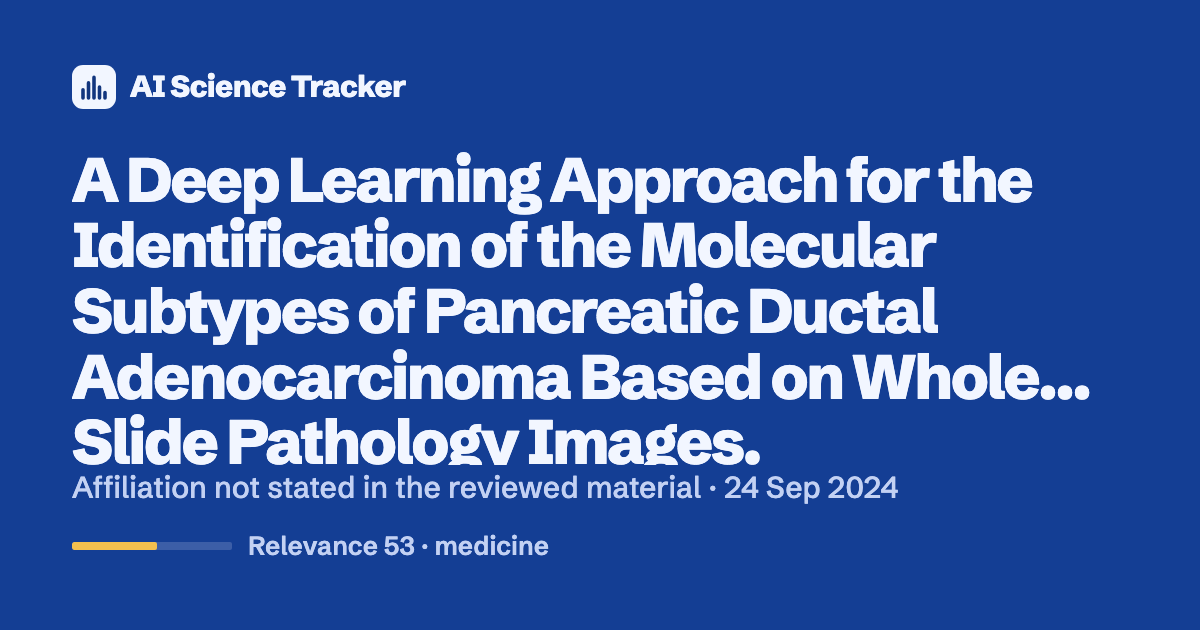 AI Science Tracker
A Deep Learning Approach for the
Identification of the Molecular
Subtypes of Pancreatic Ductal
Adenocarcinoma Based on Whole...
Slide Pathology Images.
Affiliation not stated in the reviewed material · 24 Sep 2024
Relevance 53 · medicine